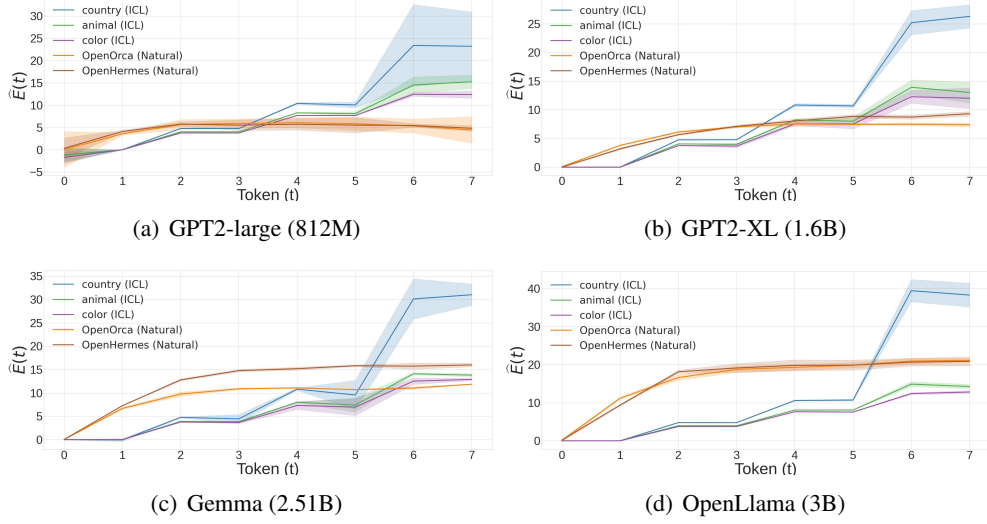 30
25
20
15
10
5
0
−5
Ê(t)
country (ICL)
animal (ICL)
color (ICL)
OpenOrca (Natural)
OpenHermes (Natural)
0 1 2 3 4 5 6 7
Token (t)
(a) GPT2-large (812M)
25
20
15
10
5
0
Ê(t)
country (ICL)
animal (ICL)
color (ICL)
OpenOrca (Natural)
OpenHermes (Natural)
0 1 2 3 4 5 6 7
Token (t)
(b) GPT2-XL (1.6B)
35
30
25
20
15
10
5
0
Ê(t)
country (ICL)
animal (ICL)
color (ICL)
OpenOrca (Natural)
OpenHermes (Natural)
0 1 2 3 4 5 6 7
Token (t)
(c) Gemma (2.51B)
40
30
20
10
0
Ê(t)
country (ICL)
animal (ICL)
color (ICL)
OpenOrca (Natural)
OpenHermes (Natural)
0 1 2 3 4 5 6 7
Token (t)
(d) OpenLlama (3B)